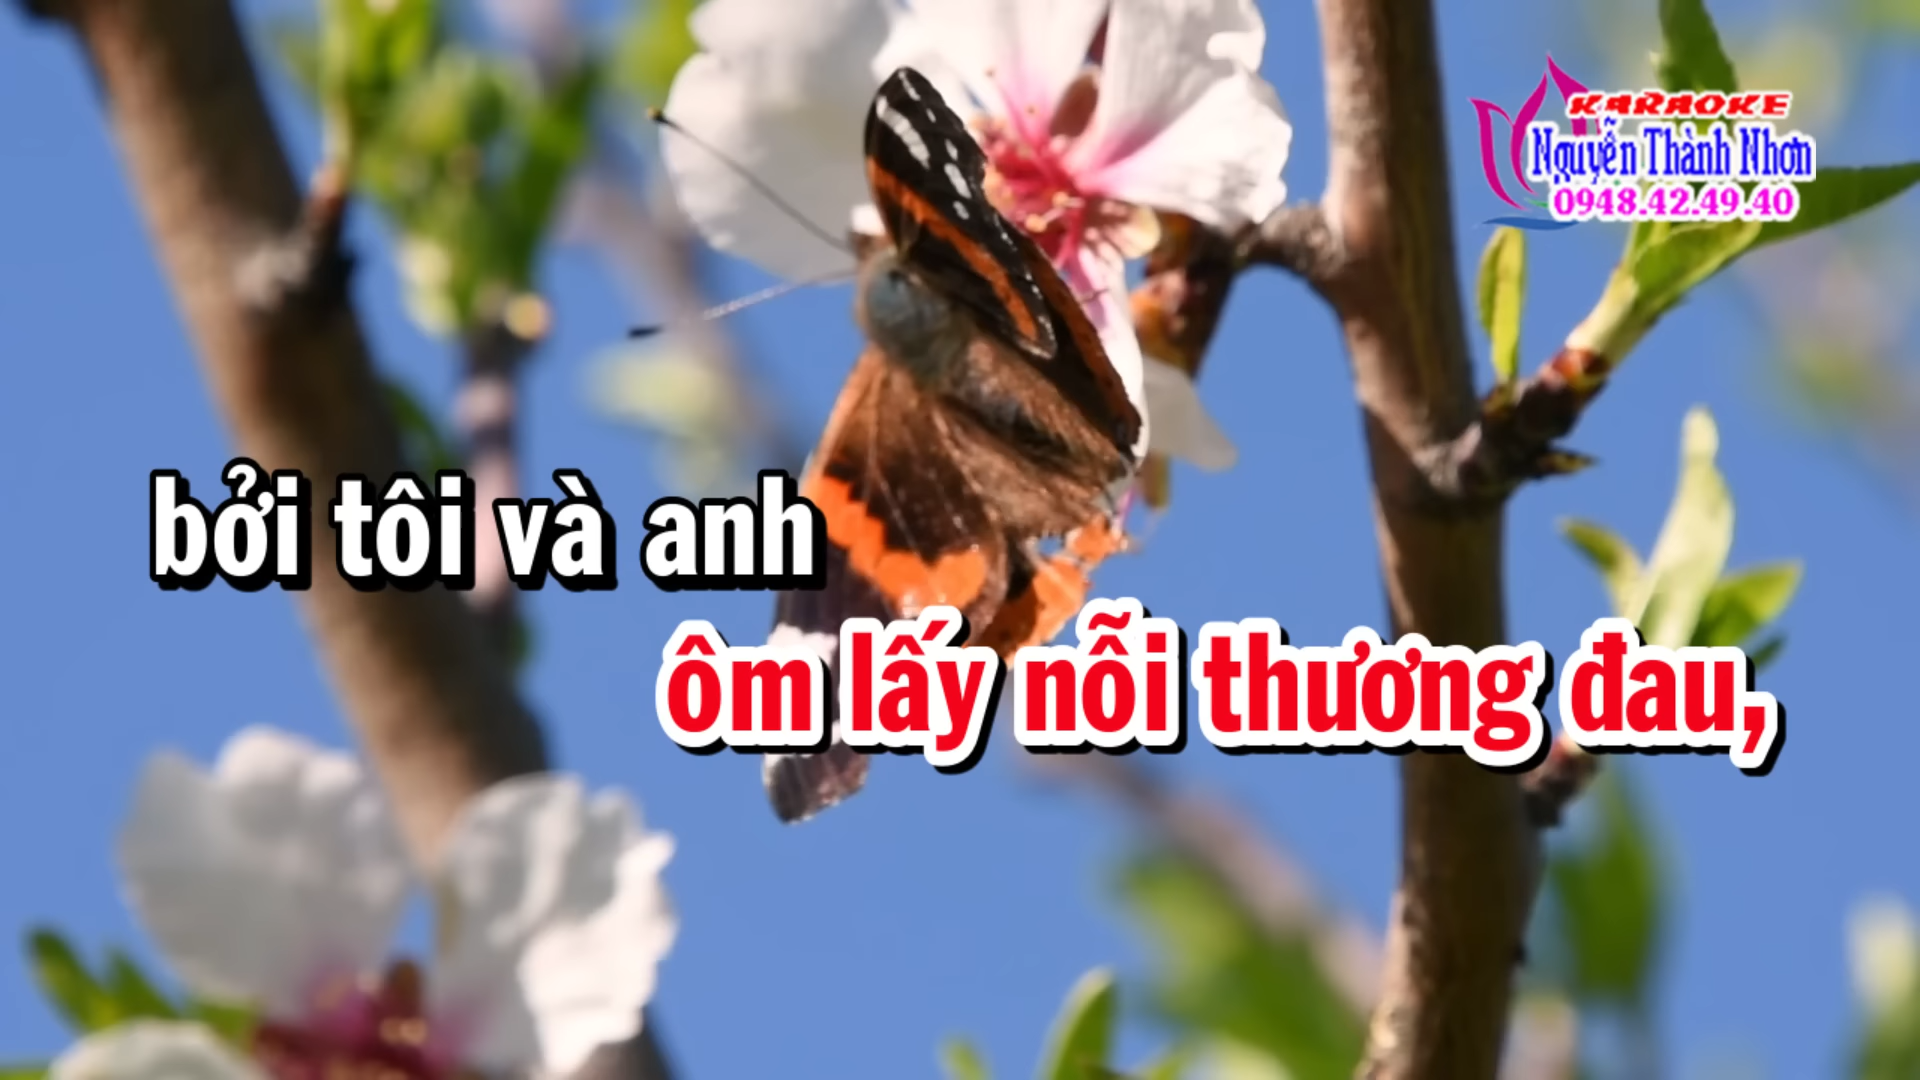 KARAOKE
Nguyễn Thành Nhơn
0948.42.49.40
bởi tôi và anh
ôm lấy nỗi thương đau,